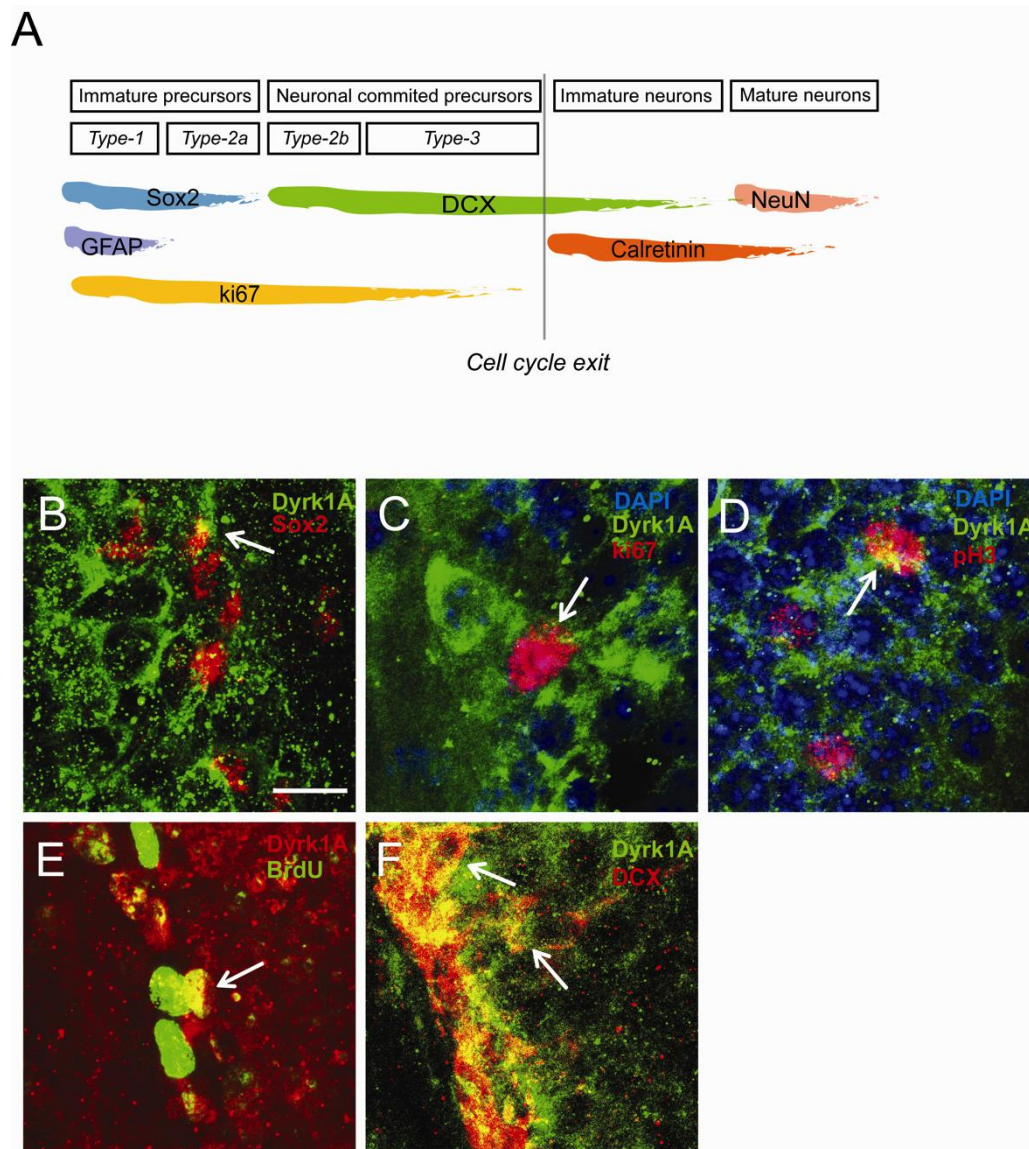 A
Immature precursors Neuronal commited precursors Immature neurons Mature neurons
Type-1 Type-2a Type-2b Type-3
Sox2 DCX NeuN
GFAP Calretinin
ki67
Cell cycle exit
B Dyrk1A
Sox2
C DAPI
Dyrk1A
ki67
D DAPI
Dyrk1A
pH3
E Dyrk1A
BrdU
F Dyrk1A
DCX